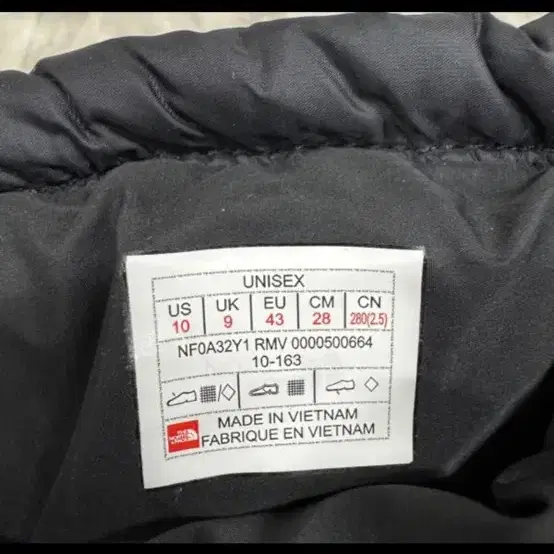 UNISEX
US UK EU CM CN
10 9 43 28 280(2.5)
NF0A32Y1 RMV 0000500664
10-163
MADE IN VIETNAM
THE NORTH FACE FABRIQUE EN VIETNAM